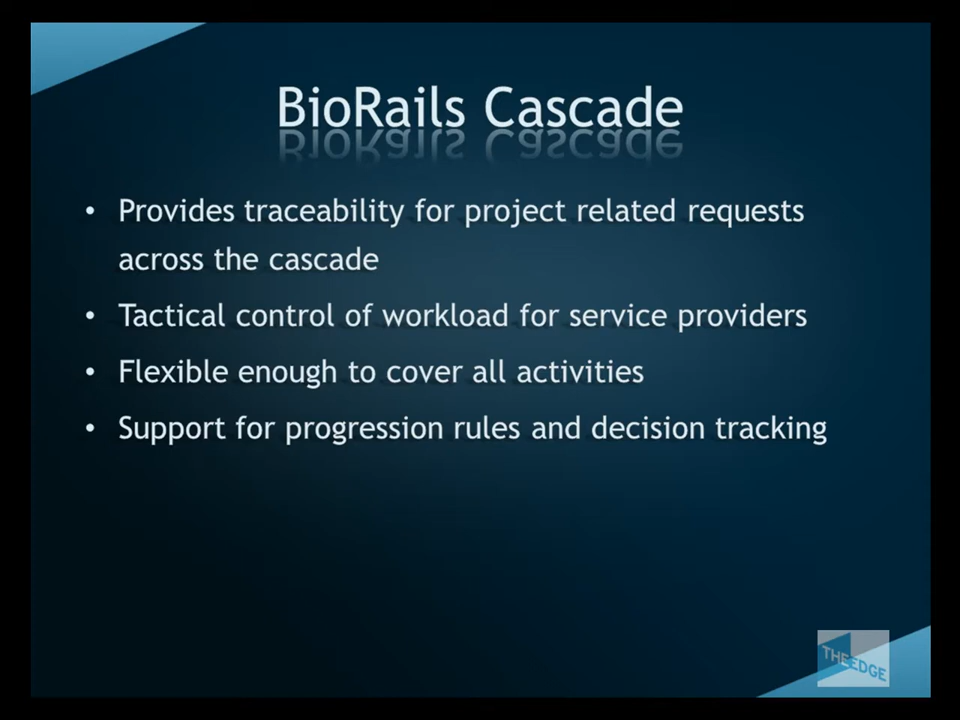 BioRails Cascade
• Provides traceability for project related requests
across the cascade
• Tactical control of workload for service providers
• Flexible enough to cover all activities
• Support for progression rules and decision tracking
THE EDGE